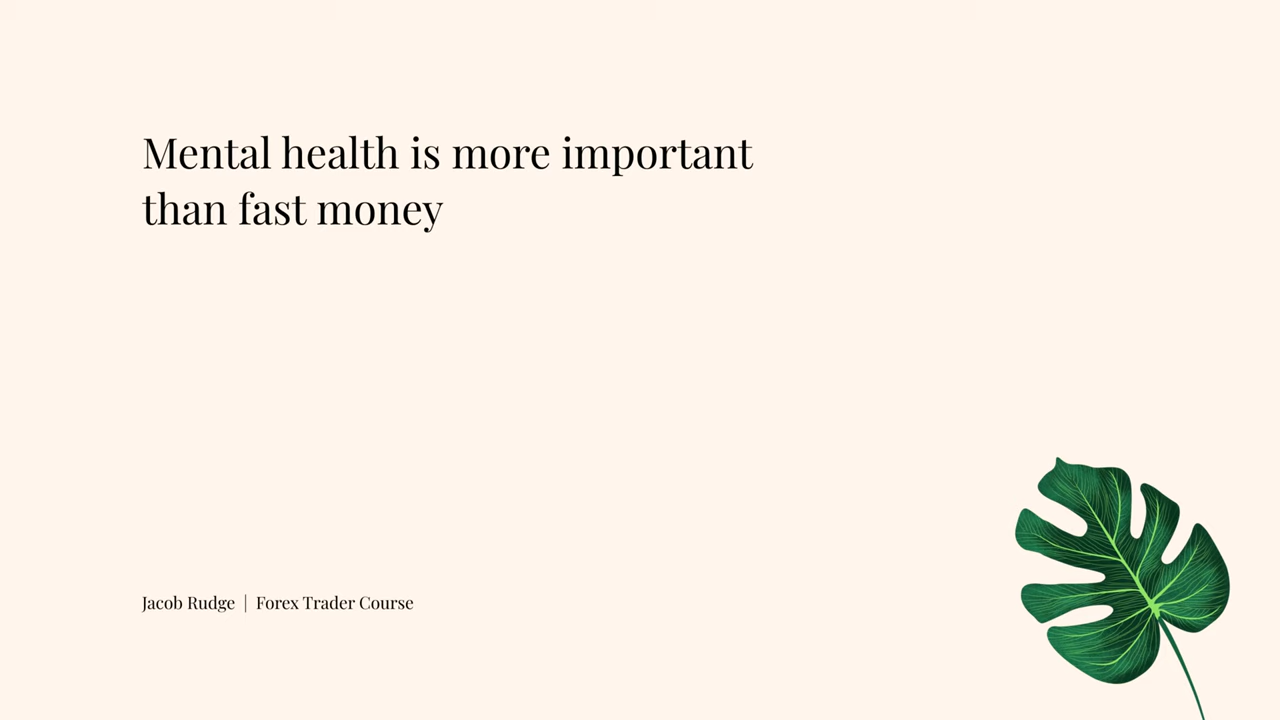 Mental health is more important
than fast money
Jacob Rudge | Forex Trader Course